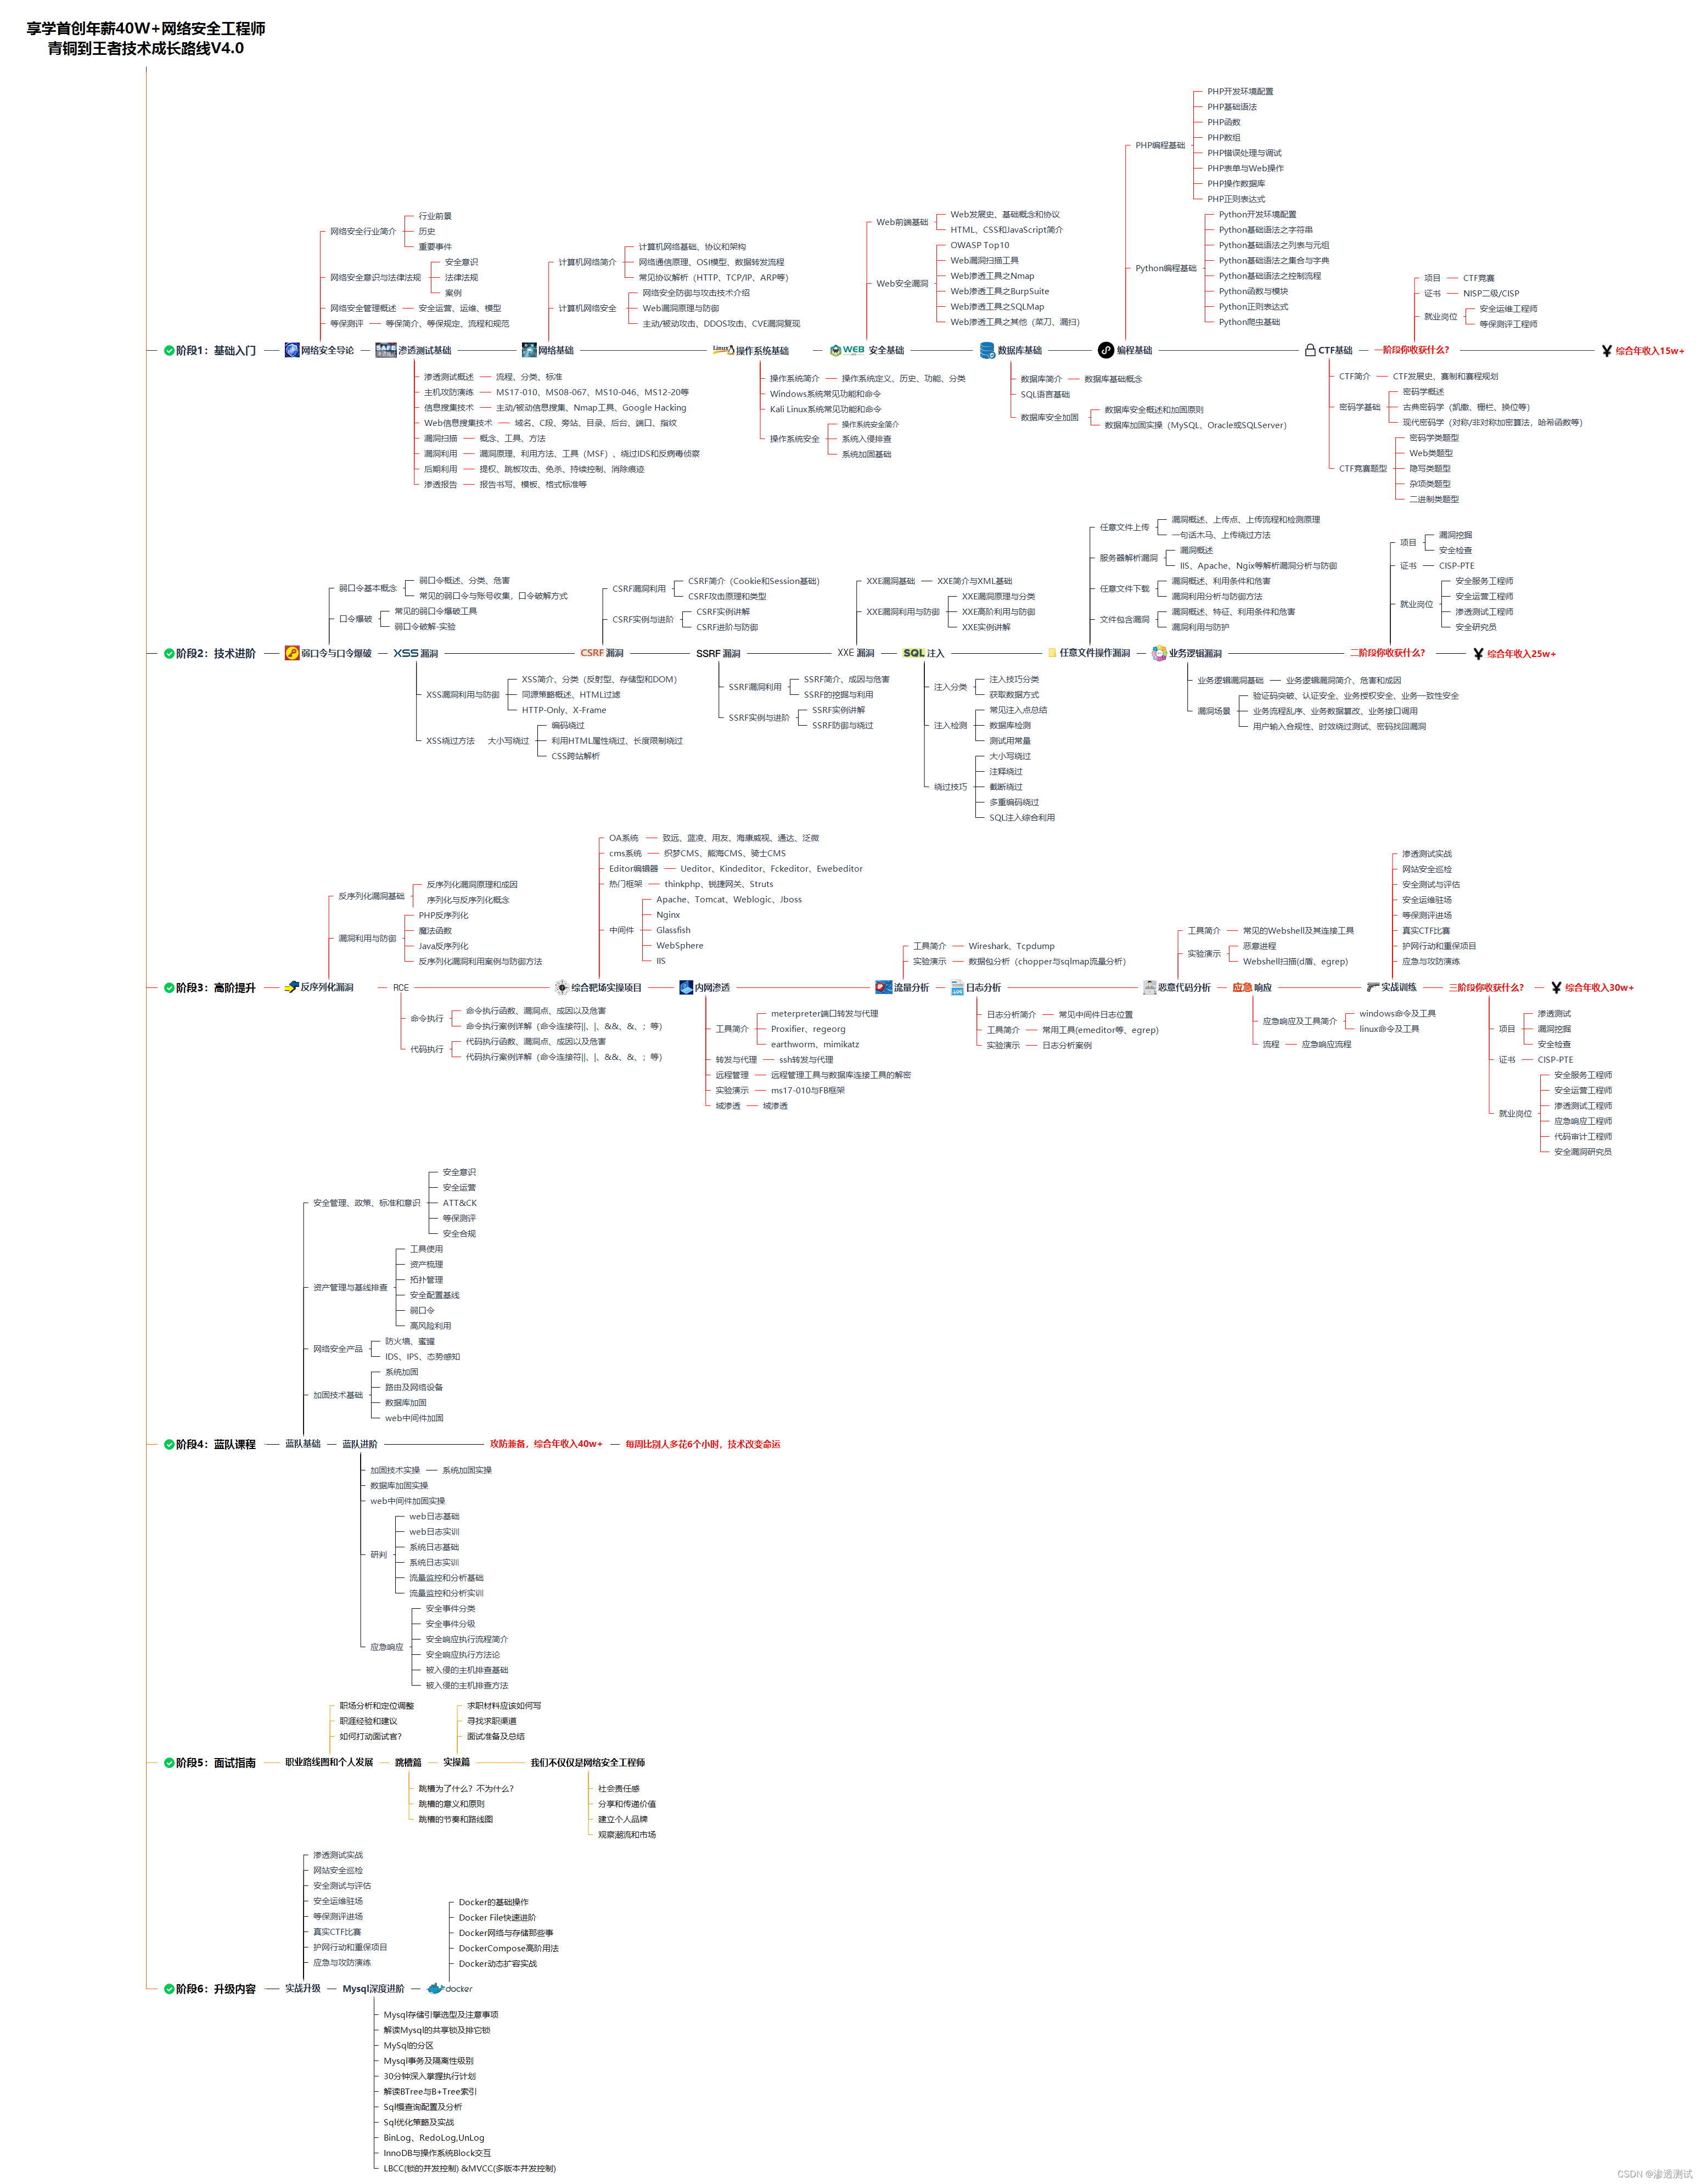 享学首创年薪40W+网络安全工程师
青铜到王者技术成长路线V4.0
阶段1：基础入门
网络安全导论
网络安全行业简介
行业前景
历史
重要事件
网络安全意识与法律法规
安全意识
法律法规
案例
网络安全管理概述
安全运营、运维、模型
等保测评
等保简介、等保规定、流程和规范
SAFE
渗透测试基础
渗透测试概述
流程、分类、标准
主机攻防演练
MS17-010、MS08-067、MS10-046、MS12-20等
信息搜集技术
主动/被动信息搜集、Nmap工具、Google Hacking
Web信息搜集技术
域名、C段、旁站、目录、后台、端口、指纹
漏洞扫描
概念、工具、方法
漏洞利用
漏洞原理、利用方法、工具（MSF）、绕过IDS和反病毒侦察
后期利用
提权、跳板攻击、免杀、持续控制、消除痕迹
渗透报告
报告书写、模板、格式标准等
网络基础
计算机网络简介
计算机网络基础、协议和架构
网络通信原理、OSI模型、数据转发流程
常见协议解析（HTTP、TCP/IP、ARP等）
计算机网络安全
网络安全防御与攻击技术介绍
Web漏洞原理与防御
主动/被动攻击、DDOS攻击、CVE漏洞复现
Linux
操作系统基础
操作系统简介
操作系统定义、历史、功能、分类
Windows系统常见功能和命令
Kali Linux系统常见功能和命令
操作系统安全
操作系统安全简介
系统入侵排查
系统加固基础
WEB 安全基础
Web前端基础
Web发展史、基础概念和协议
HTML、CSS和JavaScript简介
Web安全漏洞
OWASP Top10
Web漏洞扫描工具
Web渗透工具之Nmap
Web渗透工具之BurpSuite
Web渗透工具之SQLMap
Web渗透工具之其他（菜刀、漏扫）
数据库基础
数据库简介
数据库基础概念
SQL语言基础
数据库安全加固
数据库安全概述和加固原则
数据库加固实操（MySQL、Oracle或SQLServer）
编程基础
PHP编程基础
PHP开发环境配置
PHP基础语法
PHP函数
PHP数组
PHP错误处理与调试
PHP表单与Web操作
PHP操作数据库
PHP正则表达式
Python编程基础
Python开发环境配置
Python基础语法之字符串
Python基础语法之列表与元组
Python基础语法之集合与字典
Python基础语法之控制流程
Python函数与模块
Python正则表达式
Python爬虫基础
CTF基础
CTF简介
CTF发展史、赛制和赛程规划
密码学基础
密码学概述
古典密码学（凯撒、栅栏、换位等）
现代密码学（对称/非对称加密算法，哈希函数等）
CTF竞赛题型
密码学类题型
Web类题型
隐写类题型
杂项类题型
二进制类题型
一阶段你收获什么？
项目
CTF竞赛
证书
NISP二级/CISP
就业岗位
安全运维工程师
等保测评工程师
¥ 综合年收入15w+
阶段2：技术进阶
弱口令与口令爆破
弱口令基本概念
弱口令概述、分类、危害
常见的弱口令与账号收集，口令破解方式
口令爆破
常见的弱口令爆破工具
弱口令破解-实验
XSS 漏洞
XSS漏洞利用与防御
XSS简介、分类（反射型、存储型和DOM）
同源策略概述、HTML过滤
HTTP-Only、X-Frame
XSS绕过方法
大小写绕过
编码绕过
利用HTML属性绕过、长度限制绕过
CSS跨站解析
CSRF 漏洞
CSRF漏洞利用
CSRF简介（Cookie和Session基础）
CSRF攻击原理和类型
CSRF实例与进阶
CSRF实例讲解
CSRF进阶与防御
SSRF 漏洞
SSRF漏洞利用
SSRF简介、成因与危害
SSRF的挖掘与利用
SSRF实例与进阶
SSRF实例讲解
SSRF防御与绕过
XXE 漏洞
XXE漏洞基础
XXE简介与XML基础
XXE漏洞利用与防御
XXE漏洞原理与分类
XXE高阶利用与防御
XXE实例讲解
SQL 注入
注入分类
注入技巧分类
获取数据方式
注入检测
常见注入点总结
数据库检测
测试用常量
绕过技巧
大小写绕过
注释绕过
截断绕过
多重编码绕过
SQL注入综合利用
任意文件操作漏洞
任意文件上传
漏洞概述、上传点、上传流程和检测原理
一句话木马、上传绕过方法
服务器解析漏洞
漏洞概述
IIS、Apache、Ngix等解析漏洞分析与防御
任意文件下载
漏洞概述、利用条件和危害
漏洞利用分析与防御方法
文件包含漏洞
漏洞概述、特征、利用条件和危害
漏洞利用与防护
业务逻辑漏洞
业务逻辑漏洞基础
业务逻辑漏洞简介、危害和成因
漏洞场景
验证码突破、认证安全、业务授权安全、业务一致性安全
业务流程乱序、业务数据篡改、业务接口调用
用户输入合规性、时效绕过测试、密码找回漏洞
二阶段你收获什么？
项目
漏洞挖掘
安全检查
证书
CISP-PTE
就业岗位
安全服务工程师
安全运营工程师
渗透测试工程师
安全研究员
¥ 综合年收入25w+
阶段3：高阶提升
反序列化漏洞
反序列化漏洞基础
反序列化漏洞原理和成因
序列化与反序列化概念
漏洞利用与防御
PHP反序列化
魔法函数
Java反序列化
反序列化漏洞利用案例与防御方法
RCE
命令执行
命令执行函数、漏洞点、成因以及危害
命令执行案例详解（命令连接符||、|、&&、&、；等）
代码执行
代码执行函数、漏洞点、成因以及危害
代码执行案例详解（命令连接符||、|、&&、&、；等）
综合靶场实操项目
OA系统
致远、蓝凌、用友、海康威视、通达、泛微
cms系统
织梦CMS、熊海CMS、骑士CMS
Editor编辑器
Ueditor、Kindeditor、Fckeditor、Ewebeditor
热门框架
thinkphp、锐捷网关、Struts
中间件
Apache、Tomcat、Weblogic、Jboss
Nginx
Glassfish
WebSphere
IIS
内网渗透
工具简介
meterpreter端口转发与代理
Proxifier、regeorg
earthworm、mimikatz
转发与代理
ssh转发与代理
远程管理
远程管理工具与数据库连接工具的解密
实验演示
ms17-010与FB框架
域渗透
域渗透
流量分析
工具简介
Wireshark、Tcpdump
实验演示
数据包分析（chopper与sqlmap流量分析）
LOG
日志分析
日志分析简介
常见中间件日志位置
工具简介
常用工具(emeditor等、egrep)
实验演示
日志分析案例
恶意代码分析
工具简介
常见的Webshell及其连接工具
实验演示
恶意进程
Webshell扫描(d盾、egrep)
应急 响应
应急响应及工具简介
windows命令及工具
linux命令及工具
流程
应急响应流程
实战训练
渗透测试实战
网站安全巡检
安全测试与评估
安全运维驻场
等保测评进场
真实CTF比赛
护网行动和重保项目
应急与攻防演练
三阶段你收获什么？
项目
渗透测试
漏洞挖掘
安全检查
证书
CISP-PTE
就业岗位
安全服务工程师
安全运营工程师
渗透测试工程师
应急响应工程师
代码审计工程师
安全漏洞研究员
¥ 综合年收入30w+
阶段4：蓝队课程
蓝队基础
安全管理、政策、标准和意识
安全意识
安全运营
ATT&CK
等保测评
安全合规
资产管理与基线排查
工具使用
资产梳理
拓扑管理
安全配置基线
弱口令
高风险利用
网络安全产品
防火墙、蜜罐
IDS、IPS、态势感知
加固技术基础
系统加固
路由及网络设备
数据库加固
web中间件加固
蓝队进阶
加固技术实操
系统加固实操
数据库加固实操
web中间件加固实操
研判
web日志基础
web日志实训
系统日志基础
系统日志实训
流量监控和分析基础
流量监控和分析实训
应急响应
安全事件分类
安全事件分级
安全响应执行流程简介
安全响应执行方法论
被入侵的主机排查基础
被入侵的主机排查方法
攻防兼备，综合年收入40w+
每周比别人多花6个小时，技术改变命运
阶段5：面试指南
职业路线图和个人发展
职场分析和定位调整
职涯经验和建议
如何打动面试官？
跳槽篇
跳槽为了什么？不为什么？
跳槽的意义和原则
跳槽的节奏和路线图
实操篇
求职材料应该如何写
寻找求职渠道
面试准备及总结
我们不仅仅是网络安全工程师
社会责任感
分享和传递价值
建立个人品牌
观察潮流和市场
阶段6：升级内容
实战升级
渗透测试实战
网站安全巡检
安全测试与评估
安全运维驻场
等保测评进场
真实CTF比赛
护网行动和重保项目
应急与攻防演练
Mysql深度进阶
Mysql存储引擎选型及注意事项
解读Mysql的共享锁及排它锁
MySql的分区
Mysql事务及隔离性级别
30分钟深入掌握执行计划
解读BTree与B+Tree索引
Sql慢查询配置及分析
Sql优化策略及实战
BinLog、RedoLog,UnLog
InnoDB与操作系统Block交互
LBCC(锁的并发控制) &MVCC(多版本并发控制)
docker
Docker的基础操作
Docker File快速进阶
Docker网络与存储那些事
DockerCompose高阶用法
Docker动态扩容实战
CSDN @渗透测试